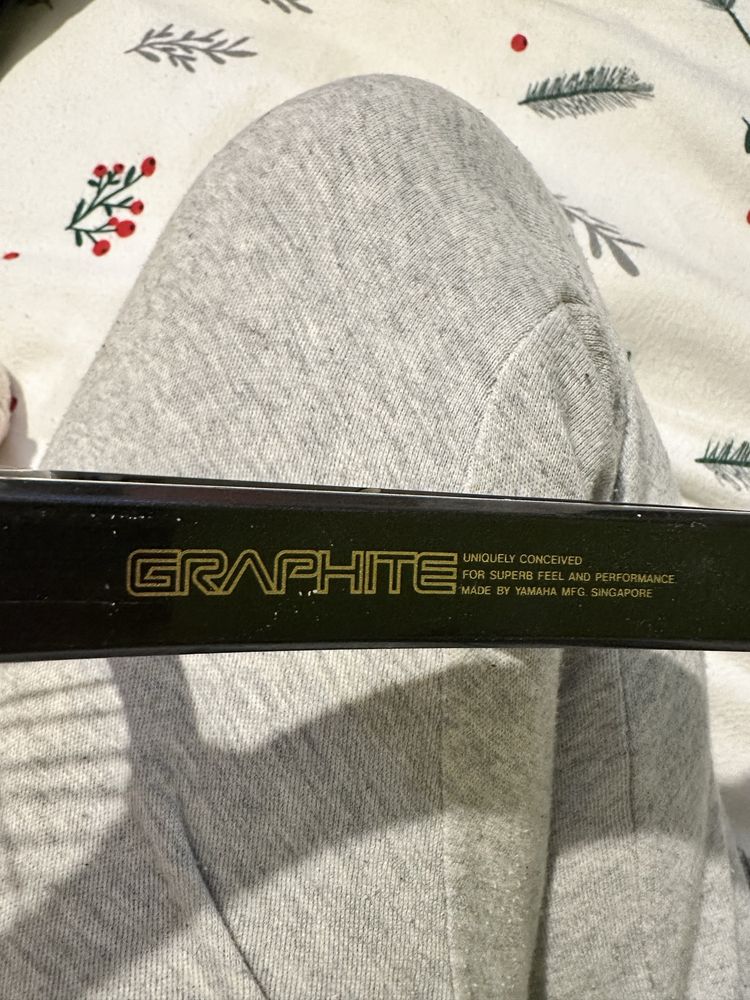 GRAPHITE
UNIQUELY CONCEIVED
FOR SUPERB FEEL AND PERFORMANCE.
MADE BY YAMAHA MFG. SINGAPORE